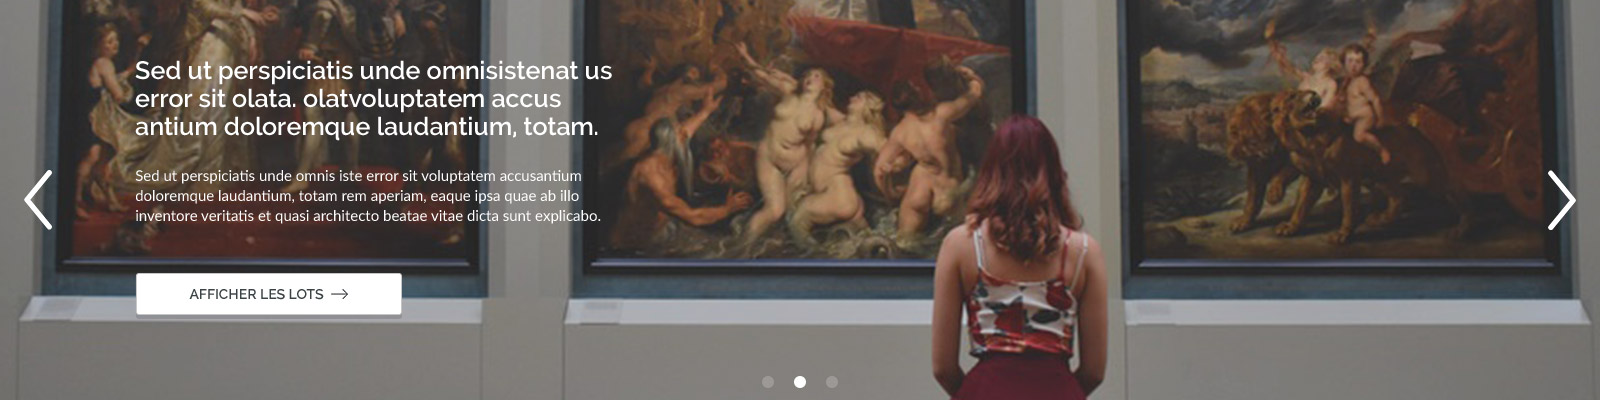 Sed ut perspiciatis unde omnisistenat us
error sit olata. olatvoluptatem accus
antium doloremque laudantium, totam.
Sed ut perspiciatis unde omnis iste error sit voluptatem accusantium
doloremque laudantium, totam rem aperiam, eaque ipsa quae ab illo
inventore veritatis et quasi architecto beatae vitae dicta sunt explicabo.
AFFICHER LES LOTS